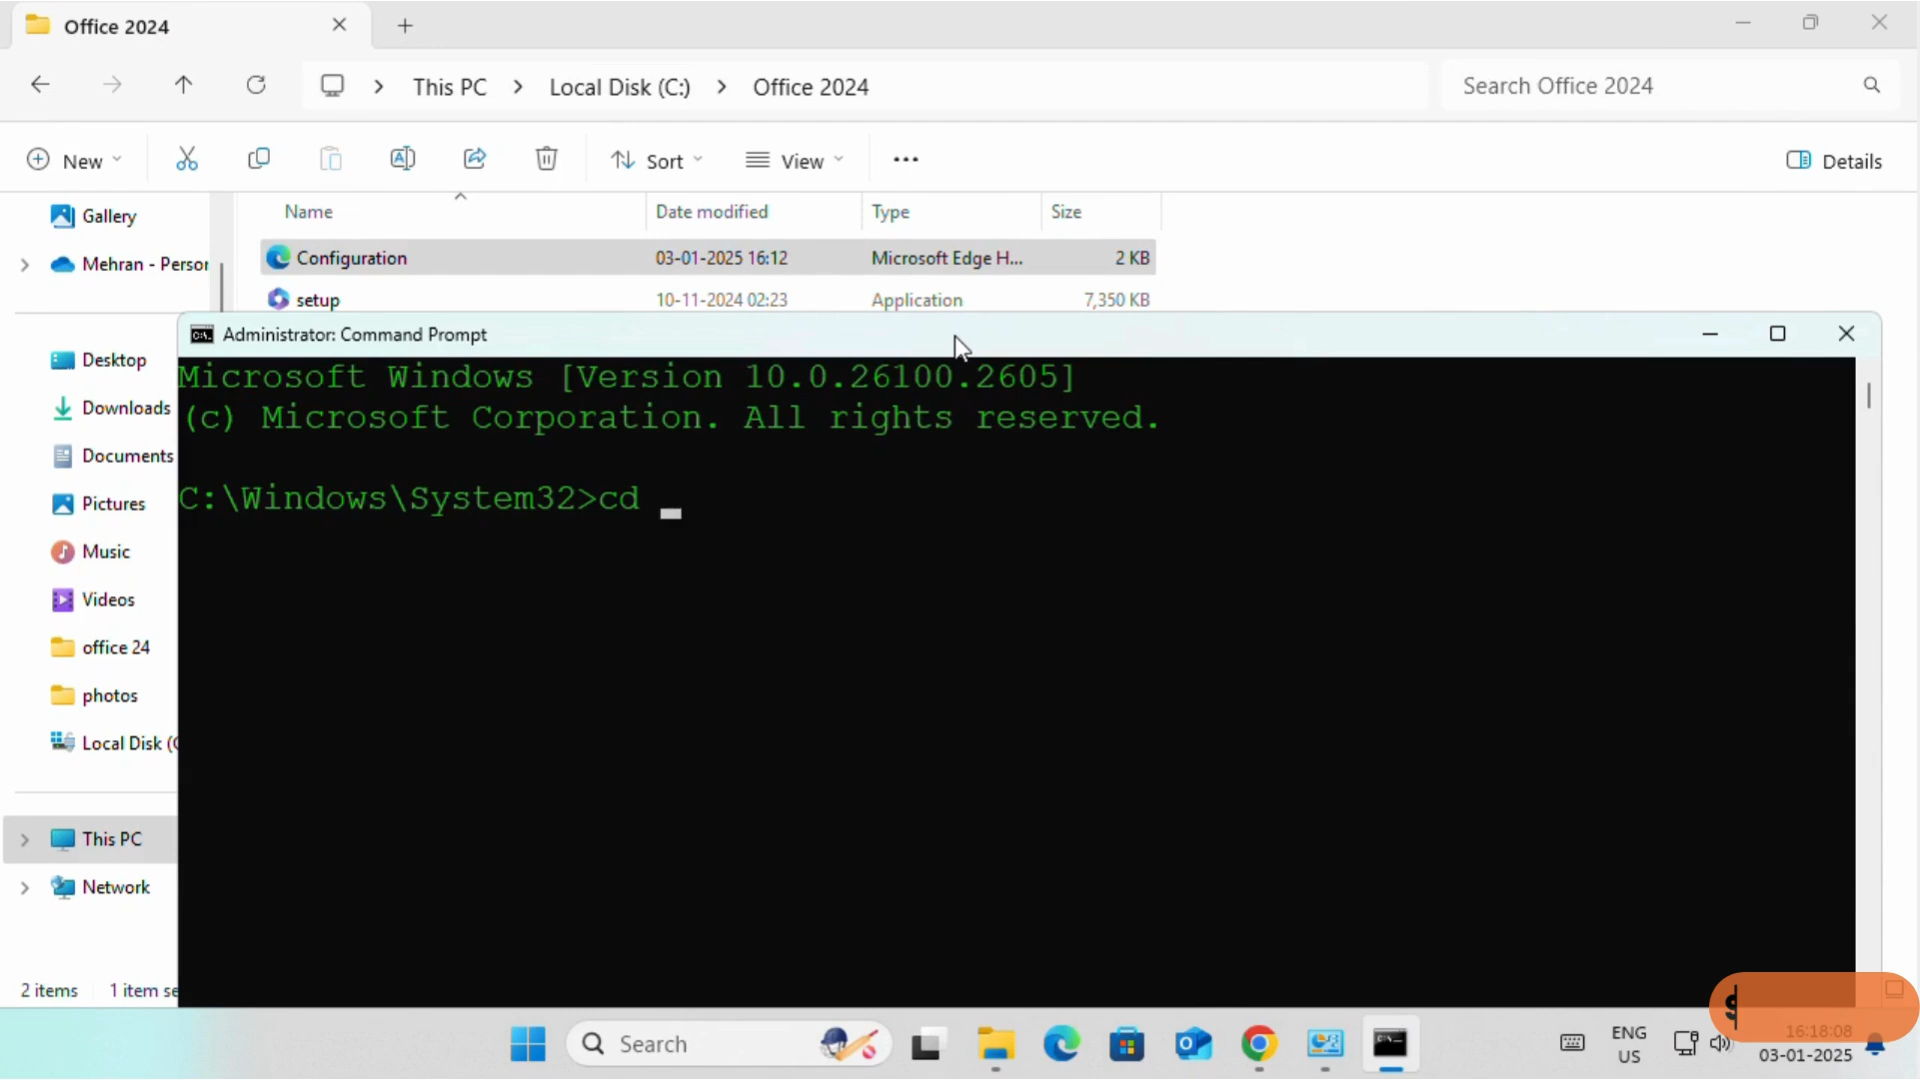 Office 2024
This PC
Local Disk (C:)
Office 2024
Search Office 2024
New
Sort
View
Details
Name
Date modified
Type
Size
Gallery
Mehran - Person
Configuration
03-01-2025 16:12
Microsoft Edge H...
2 KB
setup
10-11-2024 02:23
Application
7,350 KB
Administrator: Command Prompt
Microsoft Windows [Version 10.0.26100.2605]
(c) Microsoft Corporation. All rights reserved.
C:\Windows\System32>cd
Desktop
Downloads
Documents
Pictures
Music
Videos
office 24
photos
Local Disk (C
This PC
Network
2 items
1 item se
Search
ENG
US
16:18:08
03-01-2025